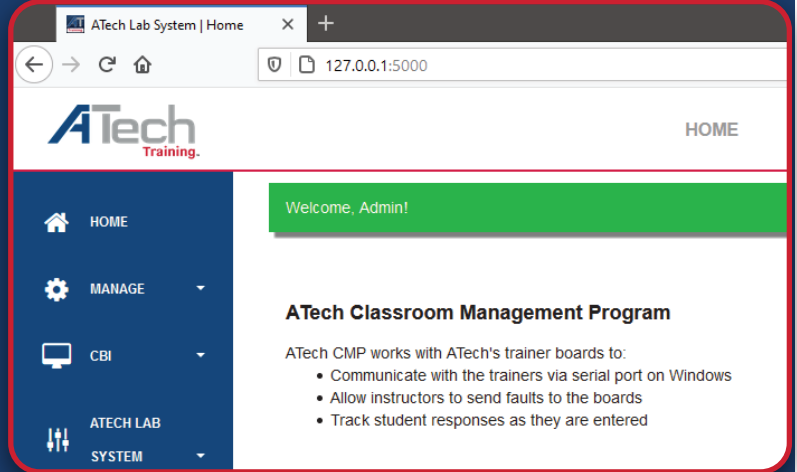 ATech Lab System | Home
127.0.0.1:5000
ATech
Training.
HOME
HOME
MANAGE
CBI
ATECH LAB
SYSTEM
Welcome, Admin!
ATech Classroom Management Program
ATech CMP works with ATech's trainer boards to:
• Communicate with the trainers via serial port on Windows
• Allow instructors to send faults to the boards
• Track student responses as they are entered